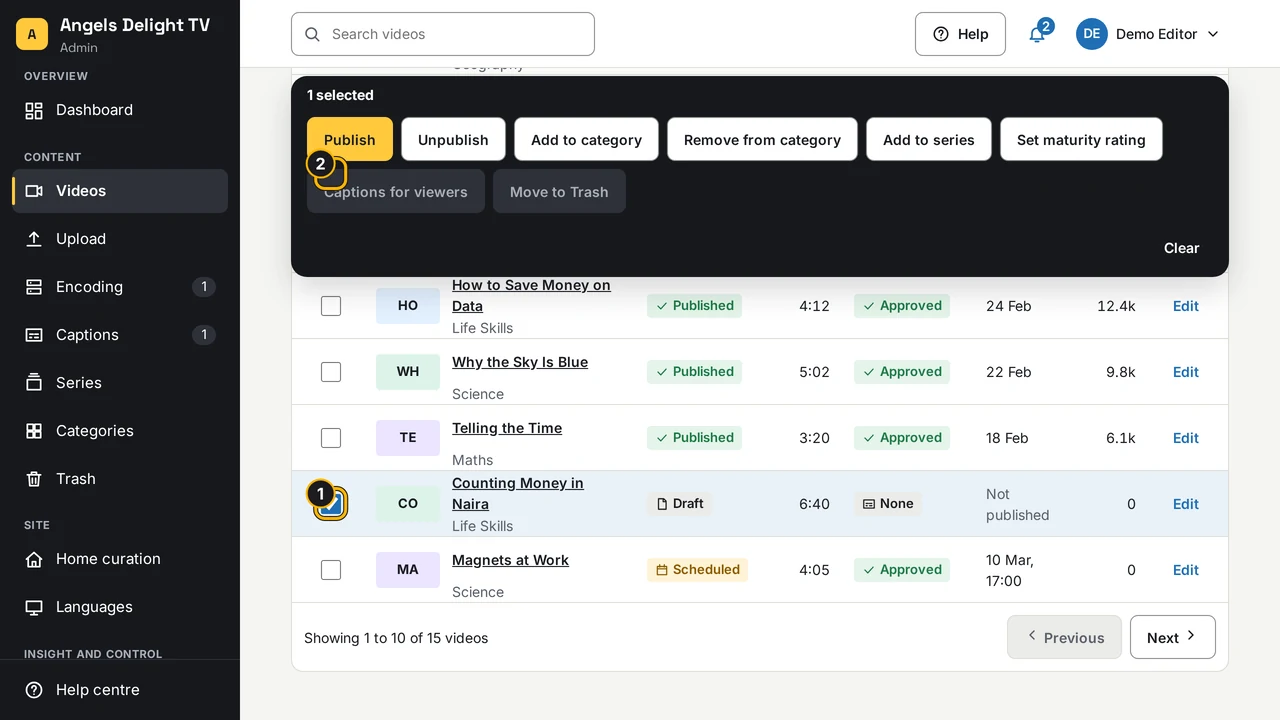 A
Angels Delight TV
Admin
OVERVIEW
Dashboard
CONTENT
Videos
Upload
Encoding 1
Captions 1
Series
Categories
Trash
SITE
Home curation
Languages
INSIGHT AND CONTROL
Help centre
Search videos
Help
2
DE Demo Editor
Geography
1 selected
Publish Unpublish Add to category Remove from category Add to series Set maturity rating
2
Captions for viewers Move to Trash
Clear
HO
How to Save Money on
Data
Life Skills
Published 4:12 Approved 24 Feb 12.4k Edit
WH
Why the Sky Is Blue
Science
Published 5:02 Approved 22 Feb 9.8k Edit
TE
Telling the Time
Maths
Published 3:20 Approved 18 Feb 6.1k Edit
1
CO
Counting Money in
Naira
Life Skills
Draft 6:40 None
Not
published
0 Edit
MA
Magnets at Work
Science
Scheduled 4:05 Approved
10 Mar,
17:00
0 Edit
Showing 1 to 10 of 15 videos
Previous Next